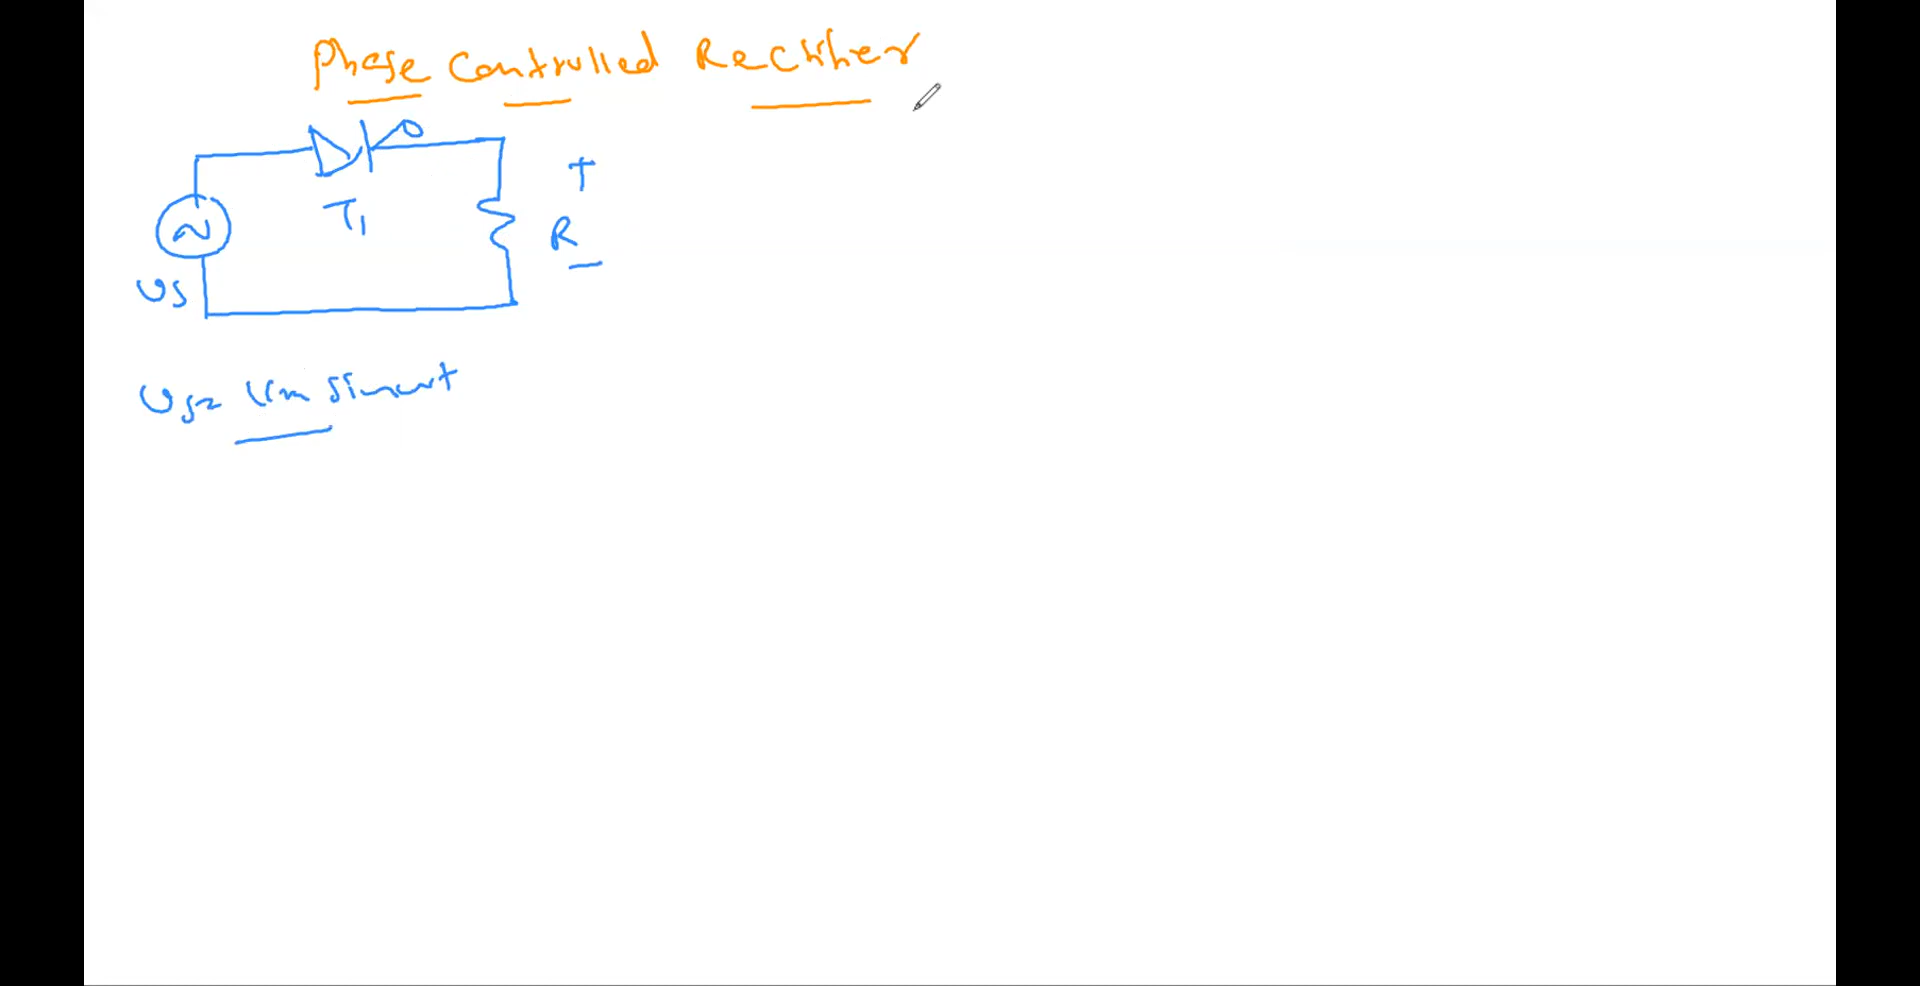 Phase Controlled Rectifier
T1
+
R
-
Vs
Vs= Vm Sinωt